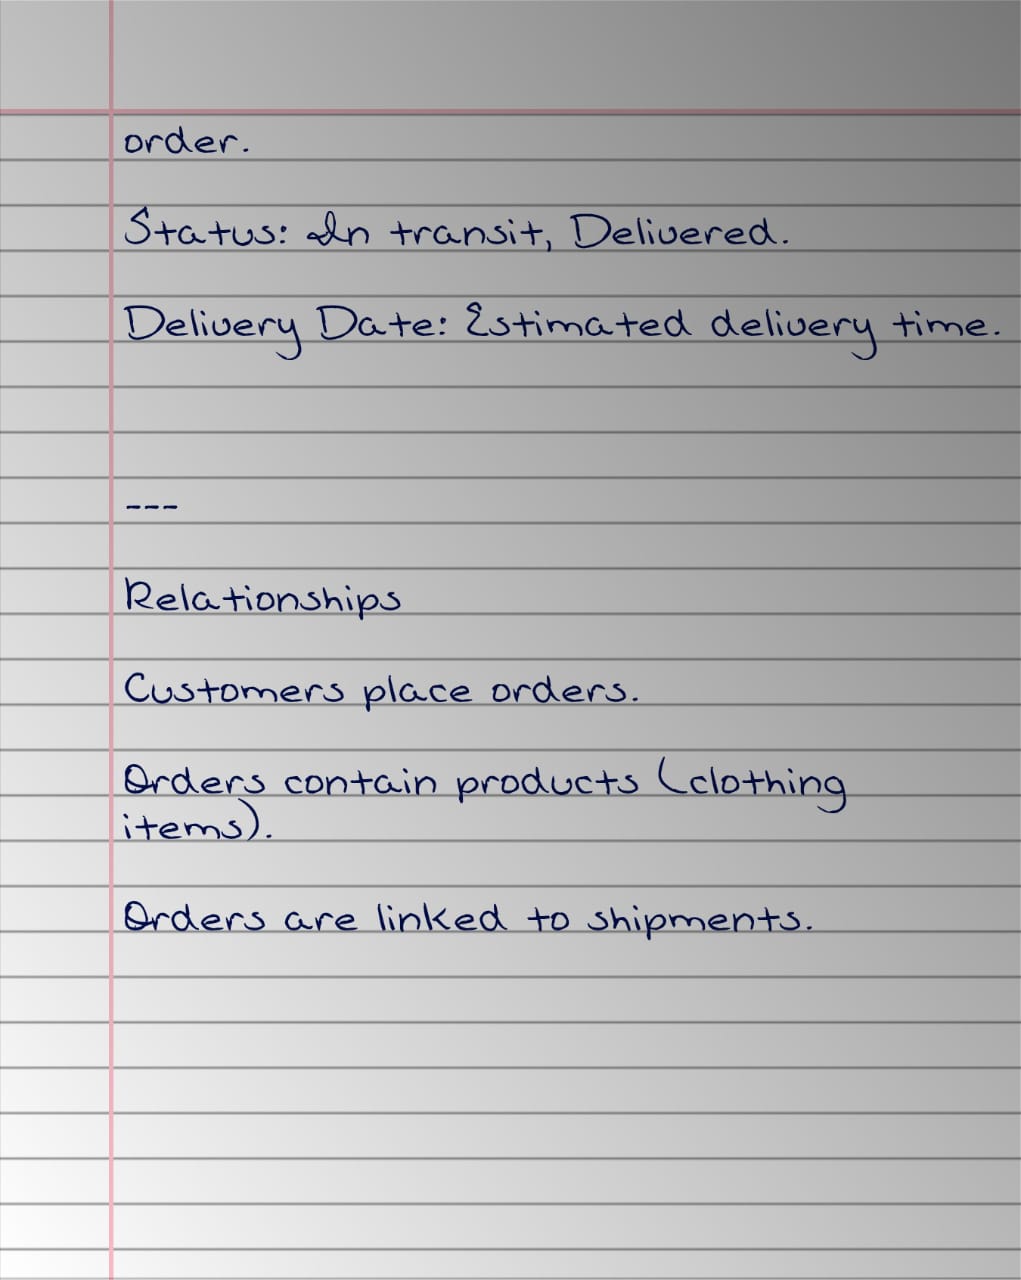 order.
Status: In transit, Delivered.
Delivery Date: Estimated delivery time.
---
Relationships
Customers place orders.
Orders contain products (clothing
items).
Orders are linked to shipments.